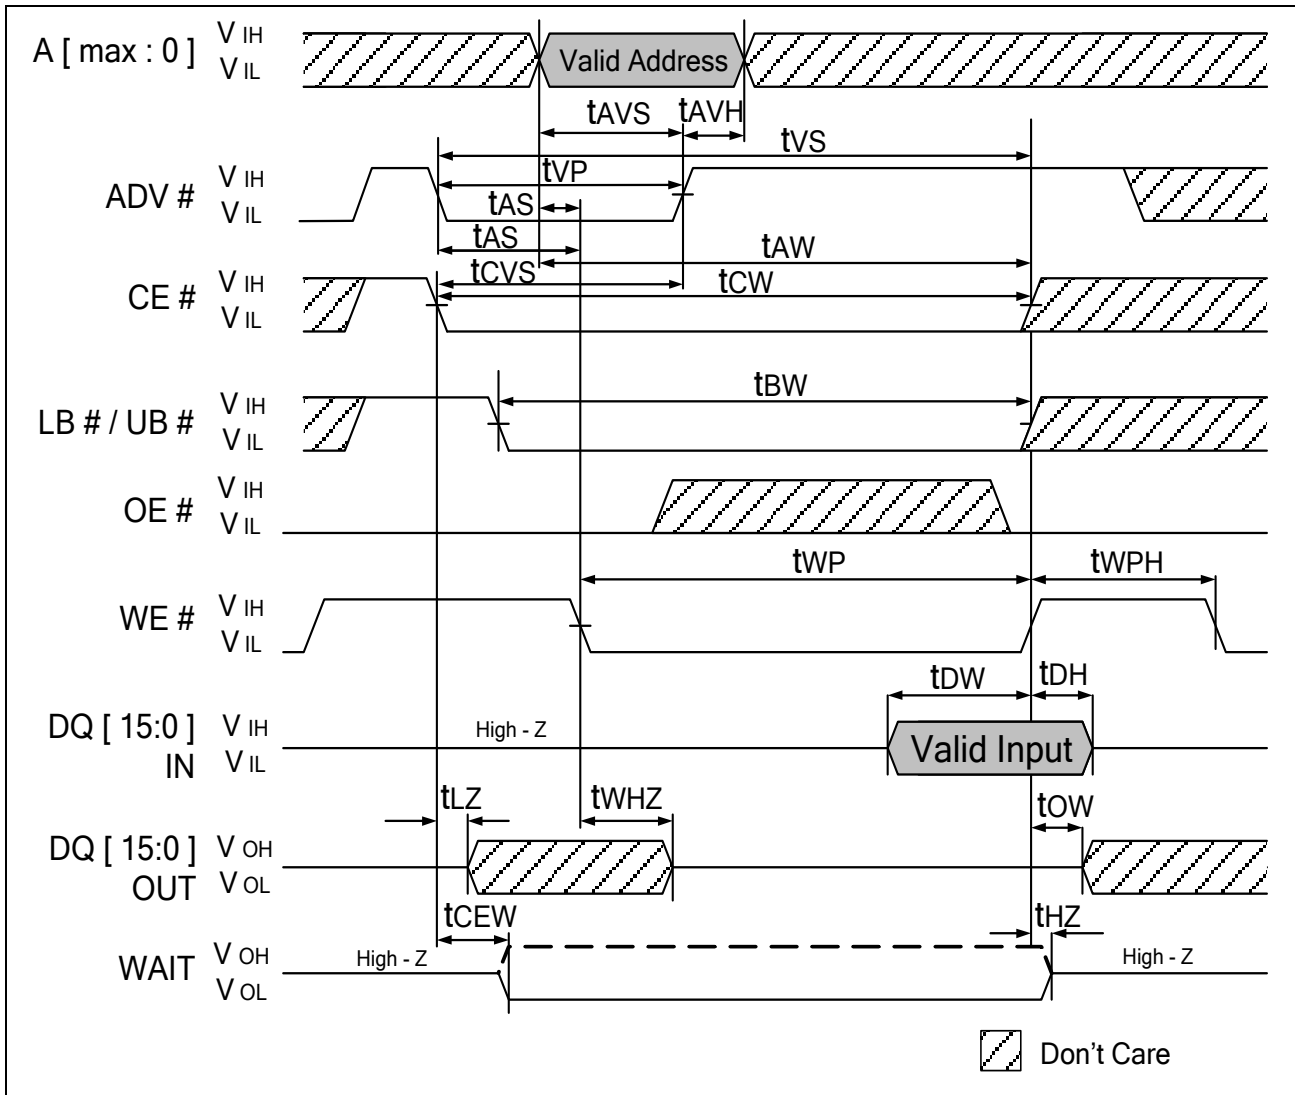 A [ max : 0 ] V IH
V IL
Valid Address
tAVS tAVH
tVS
ADV # V IH
V IL
tVP
tAS
tAS
tAW
tCVS
CE # V IH
V IL
tCW
LB # / UB # V IH
V IL
tBW
OE # V IH
V IL
tWP tWPH
WE # V IH
V IL
tDW tDH
DQ [ 15:0 ] V IH
IN V IL
High - Z
Valid Input
tLZ tWHZ tOW
DQ [ 15:0 ] V OH
OUT V OL
tCEW tHZ
WAIT V OH
V OL
High - Z High - Z
Don't Care